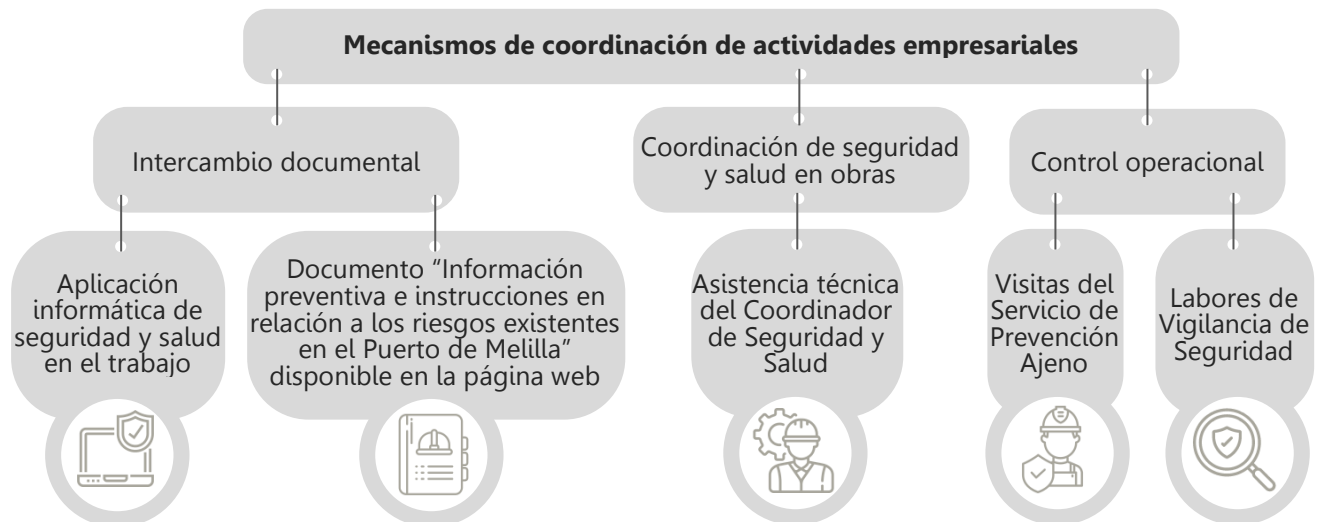 Mecanismos de coordinación de actividades empresariales
Intercambio documental
Coordinación de seguridad
y salud en obras
Control operacional
Aplicación
informática de
seguridad y salud
en el trabajo
Documento “Información
preventiva e instrucciones en
relación a los riesgos existentes
en el Puerto de Melilla”
disponible en la página web
Asistencia técnica
del Coordinador
de Seguridad y
Salud
Visitas del
Servicio de
Prevención
Ajeno
Labores de
Vigilancia de
Seguridad